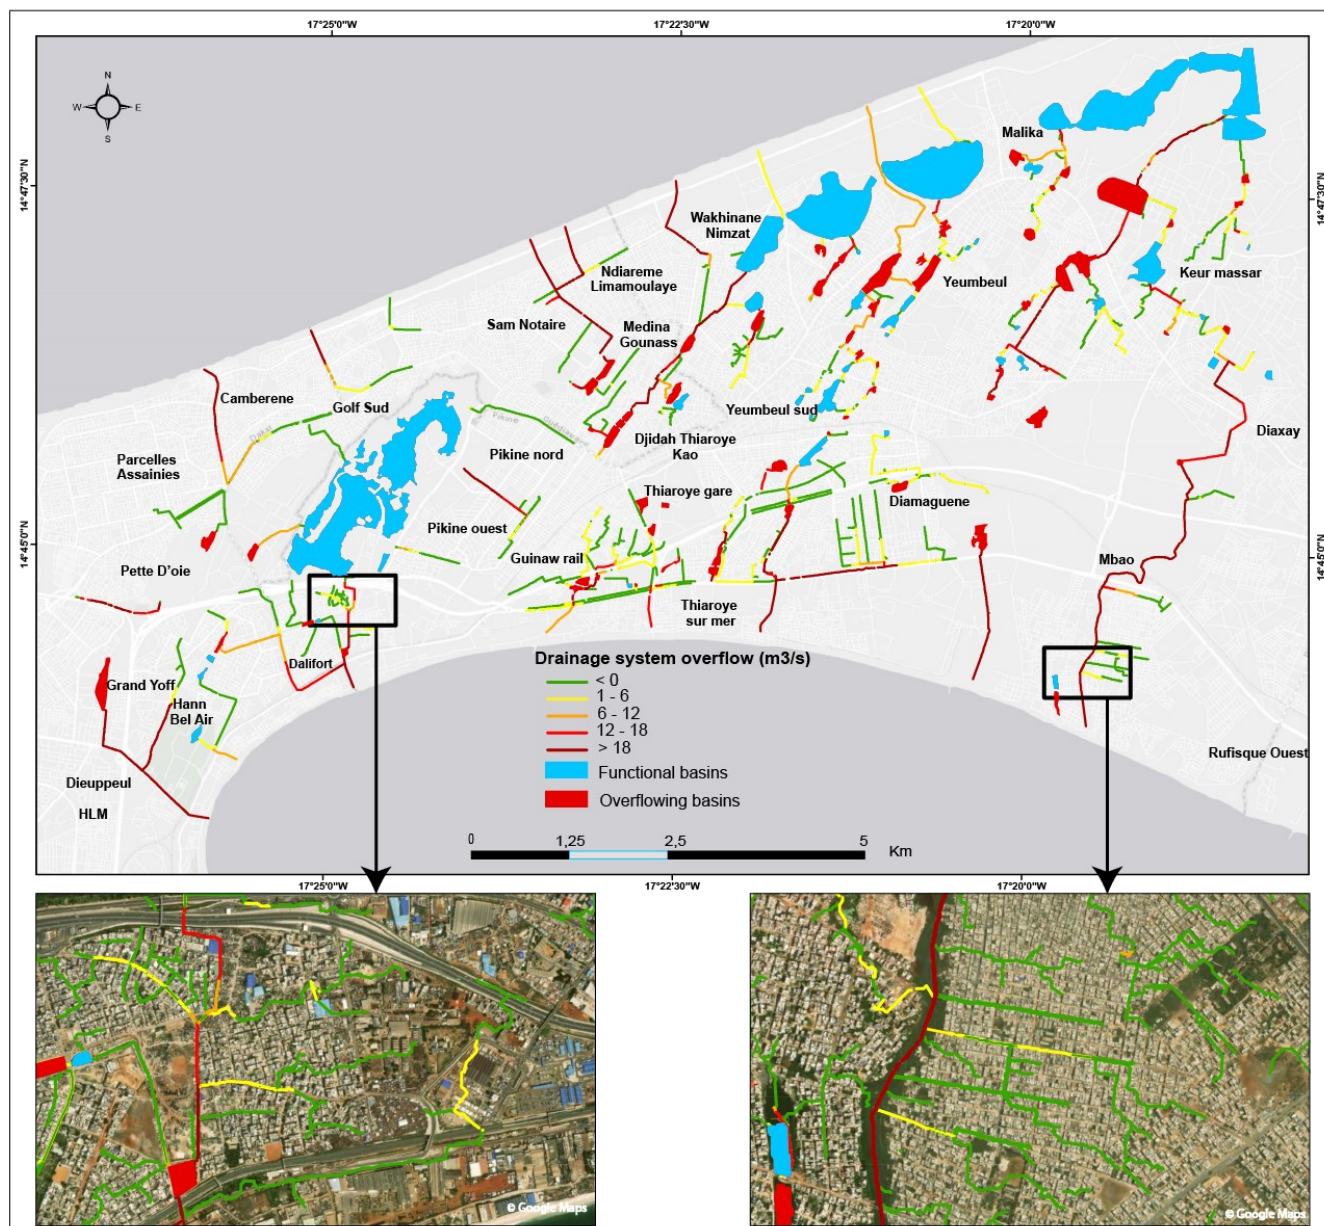 17°25'0"W
17°22'30"W
17°20'0"W
N
W
E
S
14°47'30"N
14°47'30"N
Malika
Wakhinane
Nimzat
Ndiareme
Limamoulaye
Yeumbeul
Keur massar
Sam Notaire
Medina
Gounass
Camberene
Golf Sud
Yeumbeul sud
Dakar
Pikine
Guédiawaye
Diaxay
Parcelles
Assainies
Pikine nord
Djidah Thiaroye
Kao
Thiaroye gare
Diamaguene
Pikine ouest
14°45'0"N
14°45'0"N
Pette D'oie
Guinaw rail
Mbao
Thiaroye
sur mer
Dalifort
Drainage system overflow (m3/s)
< 0
1 - 6
6 - 12
12 - 18
> 18
Functional basins
Overflowing basins
Grand Yoff
Hann
Bel Air
Rufisque Ouest
Dieuppeul
HLM
0
1,25
2,5
5
Km
17°25'0"W
17°22'30"W
17°20'0"W
© Google Maps
© Google Maps